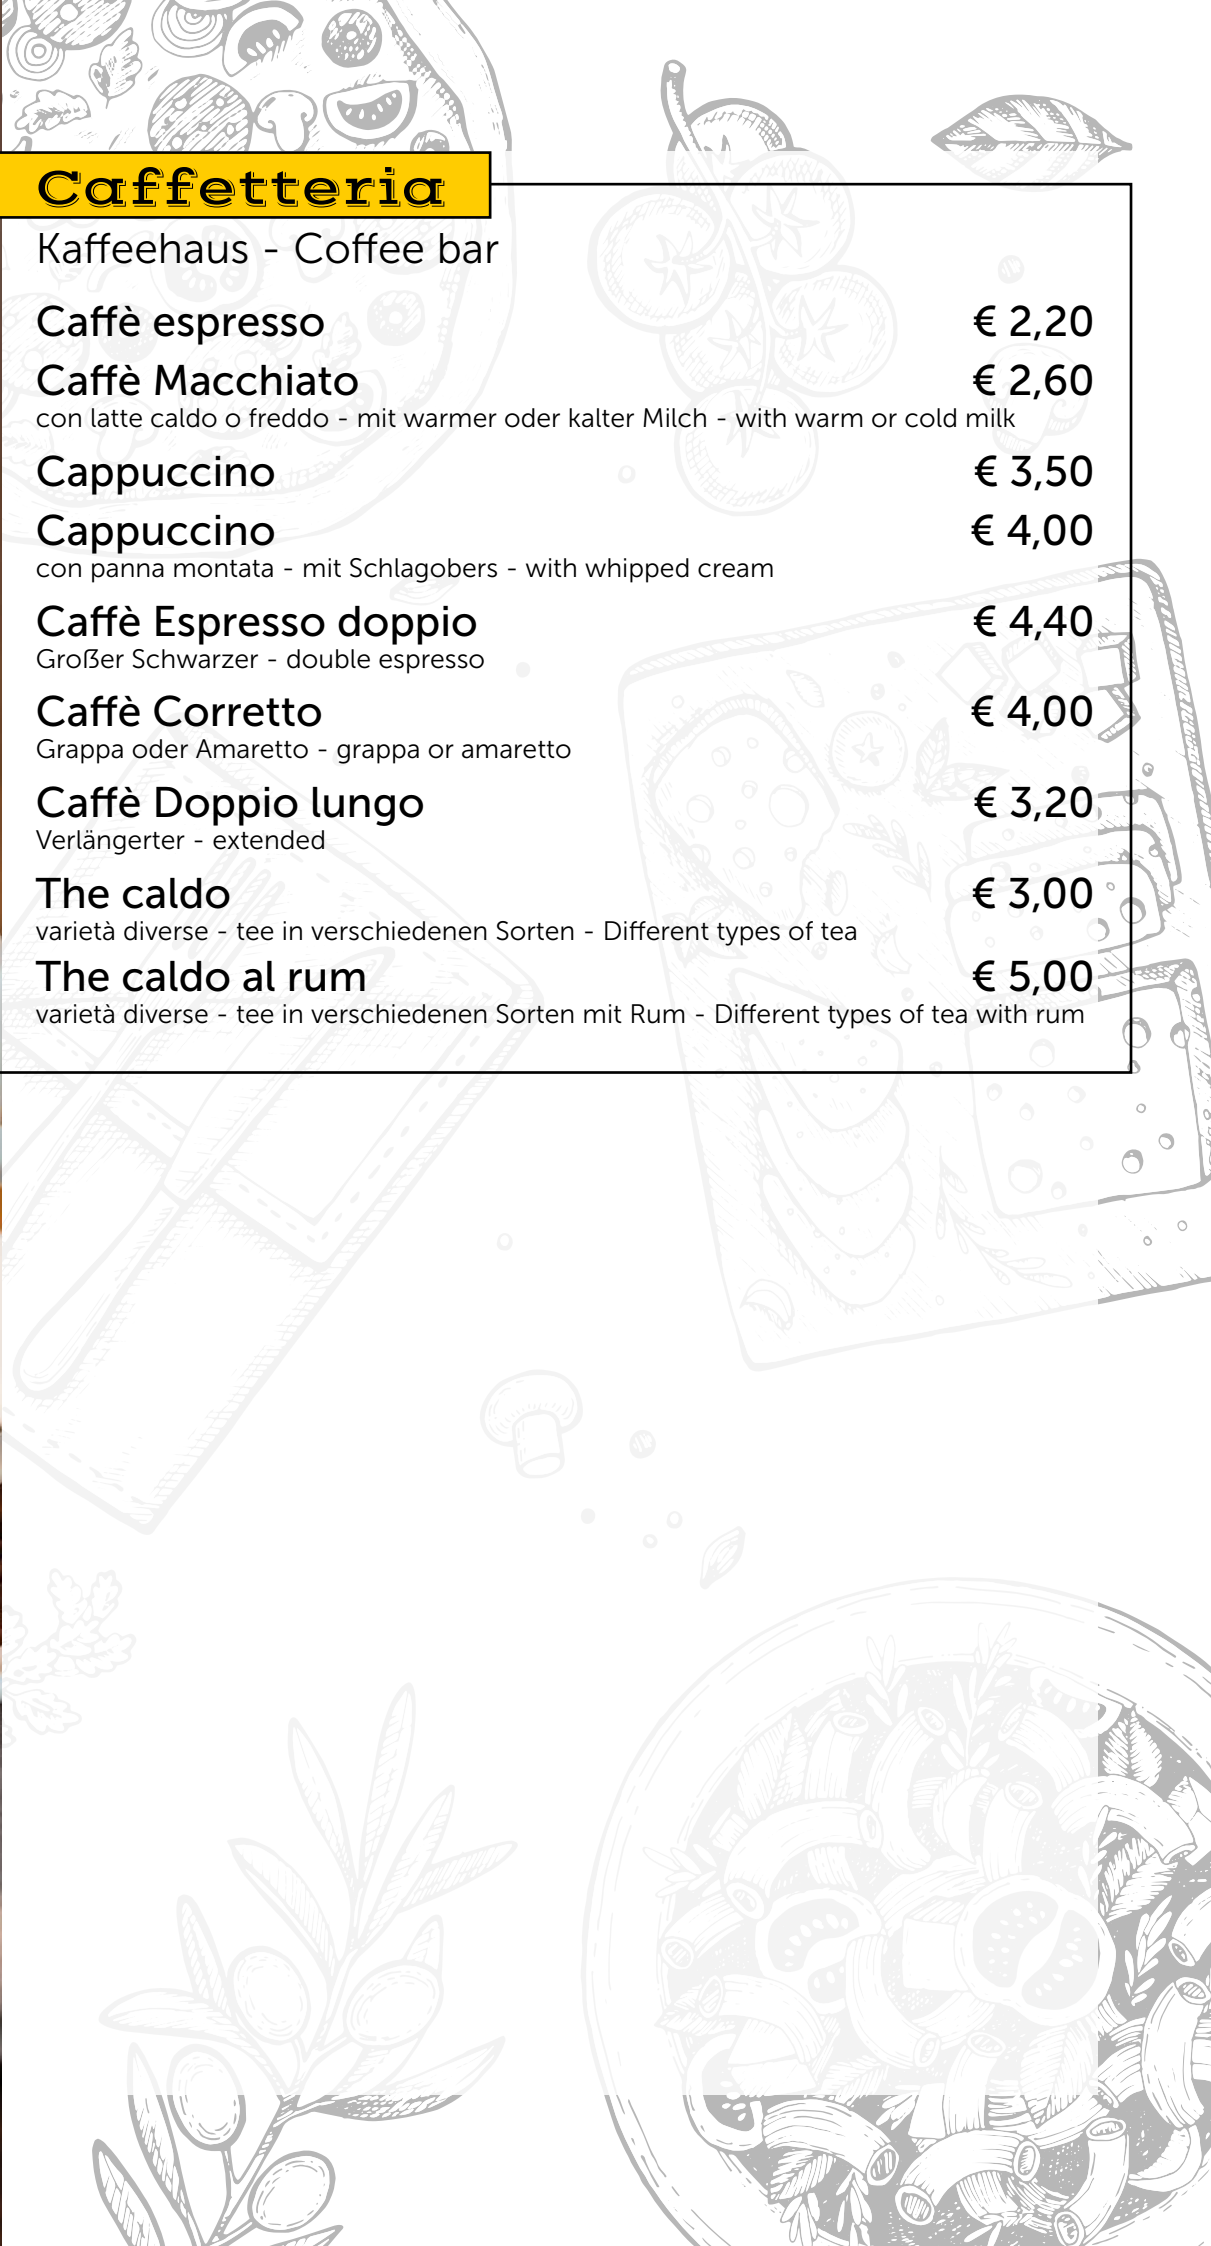 Caffetteria
Kaffeehaus - Coffee bar
Caffè espresso € 2,20
Caffè Macchiato € 2,60
con latte caldo o freddo - mit warmer oder kalter Milch - with warm or cold milk
Cappuccino € 3,50
Cappuccino € 4,00
con panna montata - mit Schlagobers - with whipped cream
Caffè Espresso doppio € 4,40
Großer Schwarzer - double espresso
Caffè Corretto € 4,00
Grappa oder Amaretto - grappa or amaretto
Caffè Doppio lungo € 3,20
Verlängerter - extended
The caldo € 3,00
varietà diverse - tee in verschiedenen Sorten - Different types of tea
The caldo al rum € 5,00
varietà diverse - tee in verschiedenen Sorten mit Rum - Different types of tea with rum